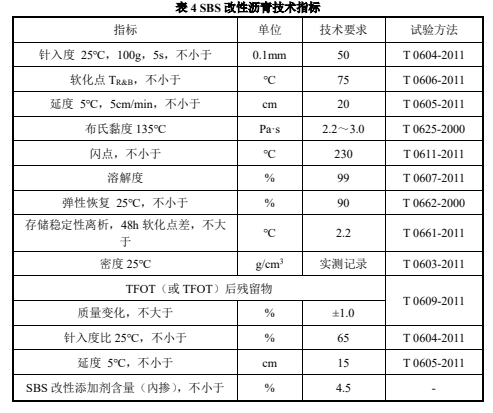 表 4 SBS 改性沥青技术指标
指标 单位 技术要求 试验方法
针入度 25℃，100g，5s，不小于 0.1mm 50 T 0604-2011
软化点 TR&B，不小于 ℃ 75 T 0606-2011
延度 5℃，5cm/min，不小于 cm 20 T 0605-2011
布氏黏度 135℃ Pa·s 2.2～3.0 T 0625-2000
闪点，不小于 ℃ 230 T 0611-2011
溶解度 % 99 T 0607-2011
弹性恢复 25℃，不小于 % 90 T 0662-2000
存储稳定性离析，48h 软化点差，不大
于 ℃ 2.2 T 0661-2011
密度 25℃ g/cm³ 实测记录 T 0603-2011
TFOT（或 TFOT）后残留物 T 0609-2011
质量变化，不大于 % ±1.0
针入度比 25℃，不小于 % 65 T 0604-2011
延度 5℃，不小于 cm 15 T 0605-2011
SBS 改性添加剂含量（内掺），不小于 % 4.5 -